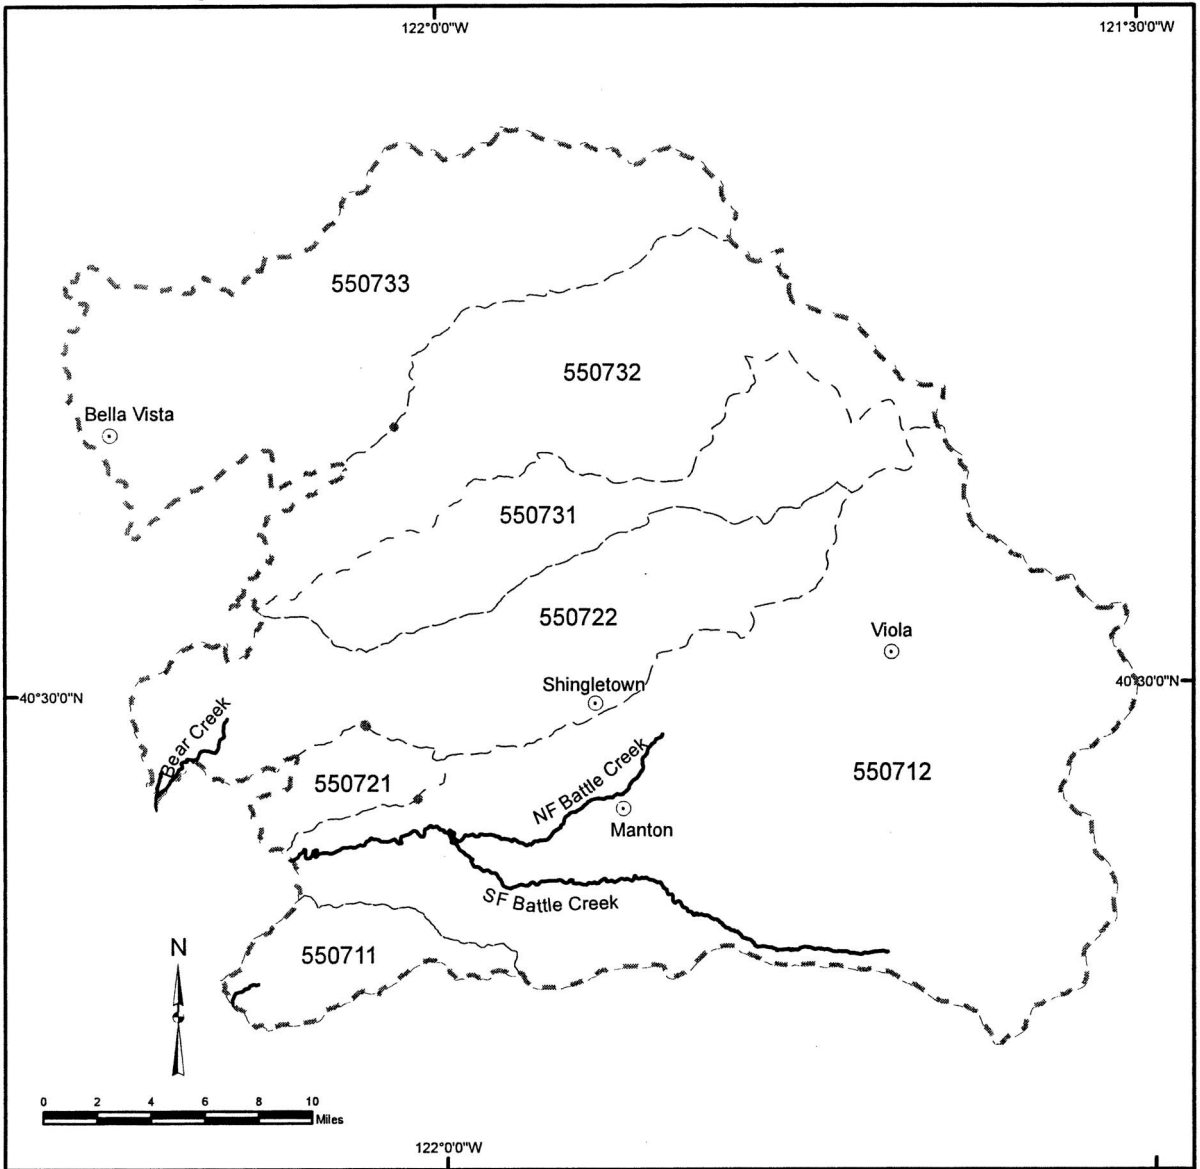 122°0'0"W
121°30'0"W
550733
550732
Bella Vista
550731
550722
Viola
Shingletown
40°30'0"N
40°30'0"N
Bear Creek
550721
NF Battle Creek
550712
Manton
SF Battle Creek
550711
N
0 2 4 6 8 10
Miles
122°0'0"W